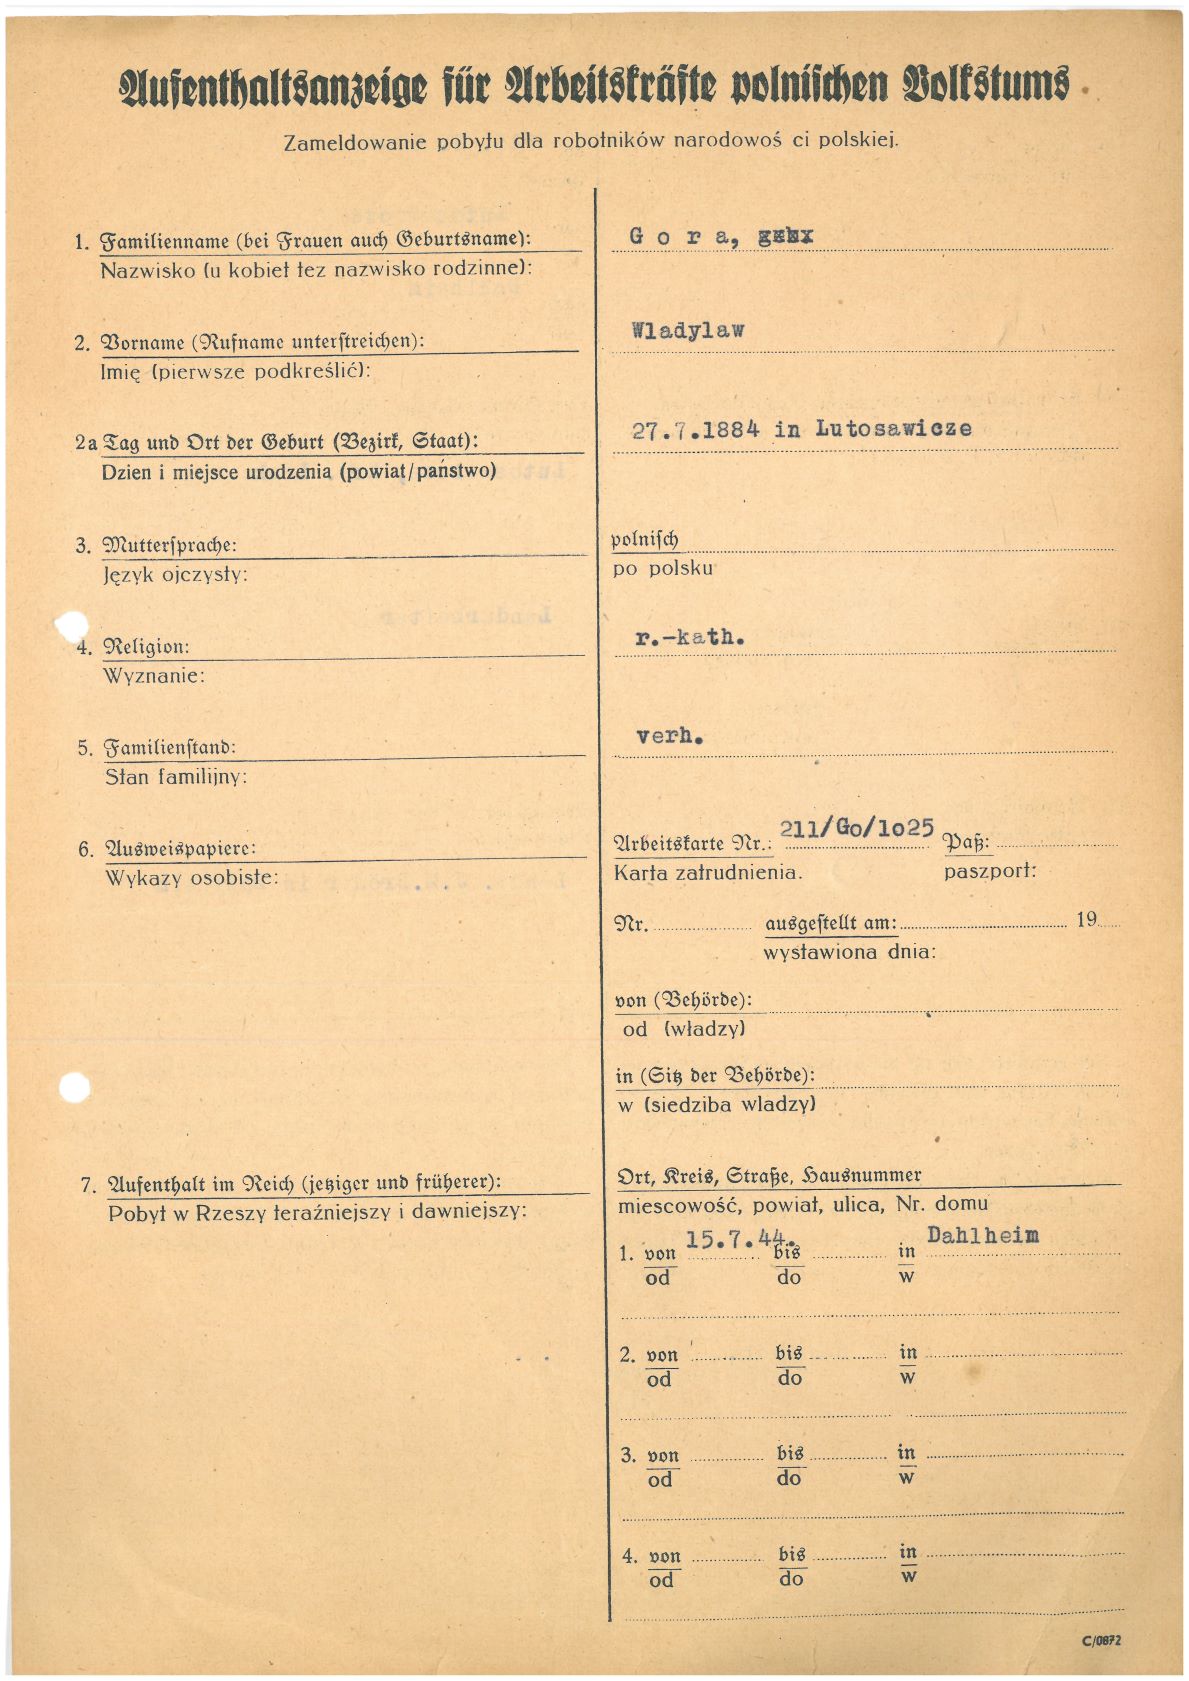 Aufenthaltsanzeige für Arbeitskräfte polnischen Volkstums
Zameldowanie pobytu dla robotników narodowoś ci polskiej.
1. Familienname (bei Frauen auch Geburtsname):
Nazwisko (u kobiet tez nazwisko rodzinne):
G o r a,
2. Vorname (Rufname unterstreichen):
Imię (pierwsze podkreślić):
Wladylaw
2a Tag und Ort der Geburt (Bezirk, Staat):
Dzien i miejsce urodzenia (powiat/państwo)
27.7.1884 in Lutosawicze
3. Muttersprache:
Język ojczysty:
polnisch
po polsku
4. Religion:
Wyznanie:
r.-kath.
5. Familienstand:
Stan familijny:
verh.
6. Ausweispapiere:
Wykazy osobiste:
Arbeitskarte Nr.: 211/Go/1o25 Paß:
Karta zatrudnienia. paszport:
Nr. ausgestellt am: 19
wystawiona dnia:
von (Behörde):
od (władzy)
in (Sitz der Behörde):
w (siedziba wladzy)
7. Aufenthalt im Reich (jetziger und früherer):
Pobyt w Rzeszy teraźniejszy i dawniejszy:
Ort, Kreis, Straße, Hausnummer
miescowość, powiat, ulica, Nr. domu
1. von 15.7.44. bis in Dahlheim
od do w
2. von bis in
od do w
3. von bis in
od do w
4. von bis in
od do w
C/0872